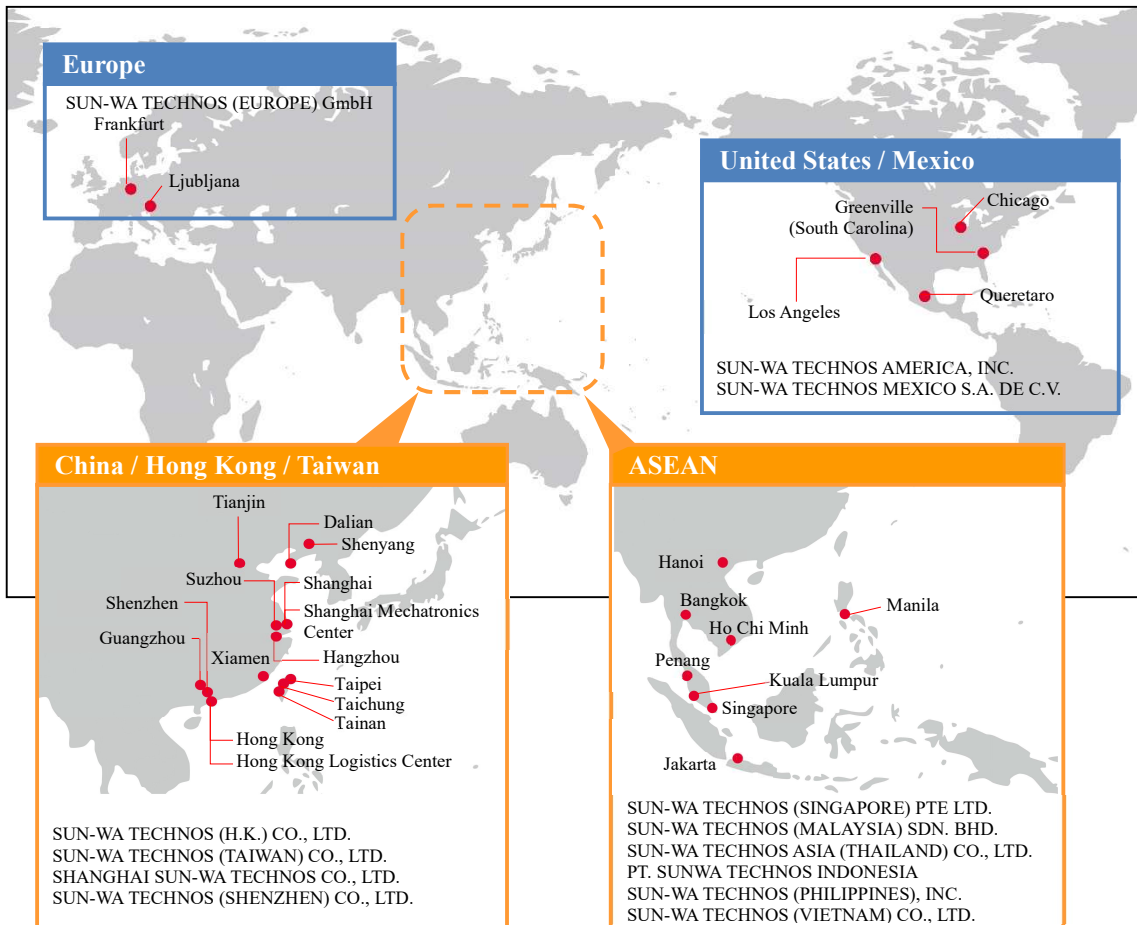 Europe
SUN-WA TECHNOS (EUROPE) GmbH
Frankfurt
Ljubljana
United States / Mexico
Chicago
Greenville
(South Carolina)
Los Angeles
Queretaro
SUN-WA TECHNOS AMERICA, INC.
SUN-WA TECHNOS MEXICO S.A. DE C.V.
China / Hong Kong / Taiwan
Tianjin
Dalian
Shenyang
Suzhou
Shanghai
Shenzhen
Shanghai Mechatronics
Center
Guangzhou
Xiamen
Hangzhou
Taipei
Taichung
Tainan
Hong Kong
Hong Kong Logistics Center
SUN-WA TECHNOS (H.K.) CO., LTD.
SUN-WA TECHNOS (TAIWAN) CO., LTD.
SHANGHAI SUN-WA TECHNOS CO., LTD.
SUN-WA TECHNOS (SHENZHEN) CO., LTD.
ASEAN
Hanoi
Bangkok
Manila
Ho Chi Minh
Penang
Kuala Lumpur
Singapore
Jakarta
SUN-WA TECHNOS (SINGAPORE) PTE LTD.
SUN-WA TECHNOS (MALAYSIA) SDN. BHD.
SUN-WA TECHNOS ASIA (THAILAND) CO., LTD.
PT. SUNWA TECHNOS INDONESIA
SUN-WA TECHNOS (PHILIPPINES), INC.
SUN-WA TECHNOS (VIETNAM) CO., LTD.